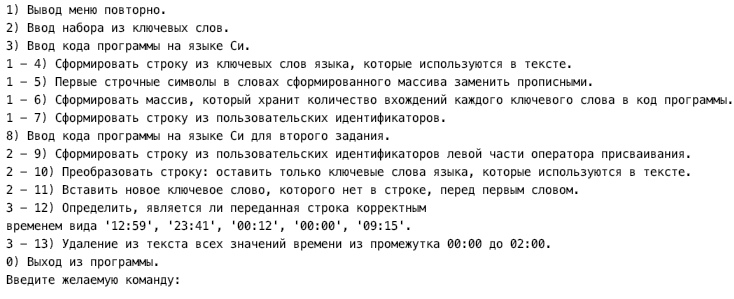 1) Вывод меню повторно.
2) Ввод набора из ключевых слов.
3) Ввод кода программы на языке Си.
1 – 4) Сформировать строку из ключевых слов языка, которые используются в тексте.
1 – 5) Первые строчные символы в словах сформированного массива заменить прописными.
1 – 6) Сформировать массив, который хранит количество вхождений каждого ключевого слова в код программы.
1 – 7) Сформировать строку из пользовательских идентификаторов.
8) Ввод кода программы на языке Си для второго задания.
2 – 9) Сформировать строку из пользовательских идентификаторов левой части оператора присваивания.
2 – 10) Преобразовать строку: оставить только ключевые слова языка, которые используются в тексте.
2 – 11) Вставить новое ключевое слово, которого нет в строке, перед первым словом.
3 – 12) Определить, является ли переданная строка корректным
временем вида '12:59', '23:41', '00:12', '00:00', '09:15'.
3 – 13) Удаление из текста всех значений времени из промежутка 00:00 до 02:00.
0) Выход из программы.
Введите желаемую команду: